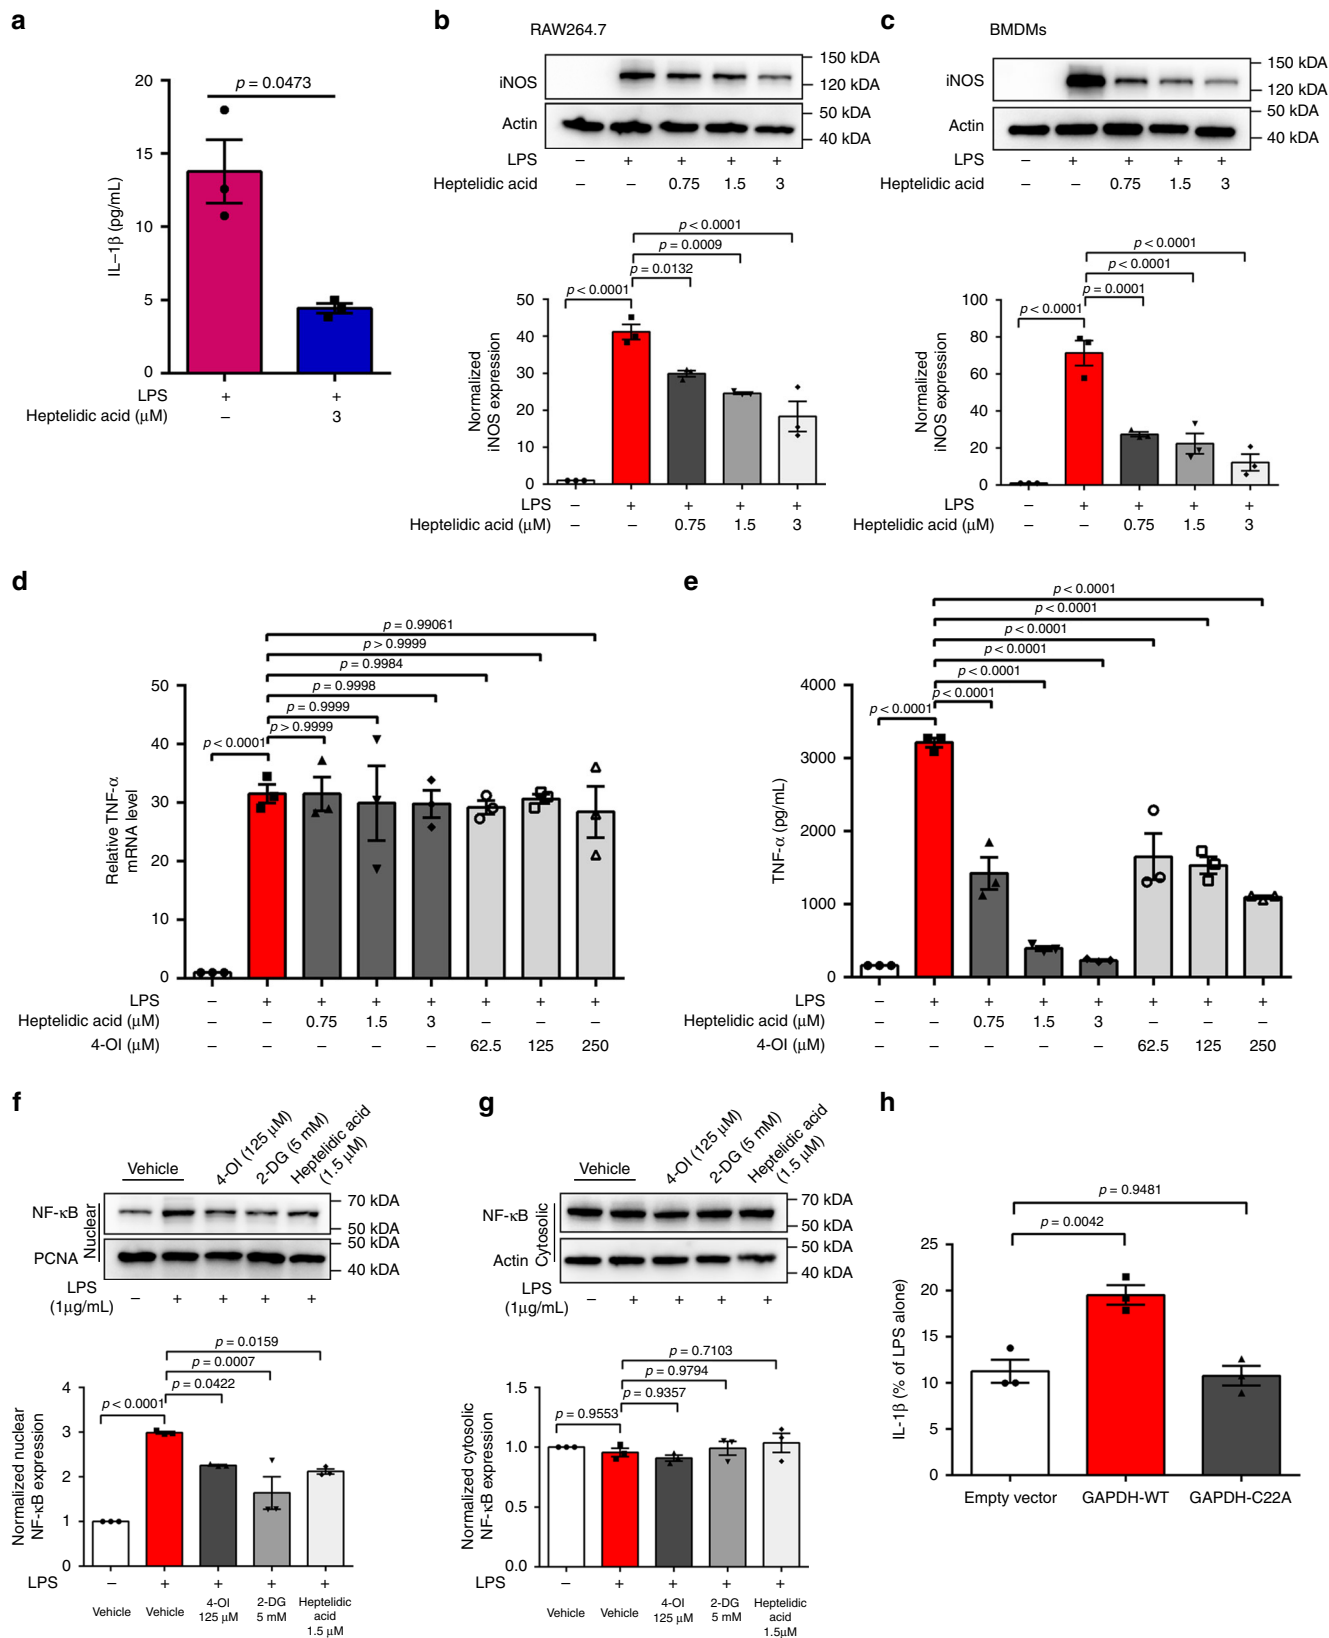 a
p = 0.0473
20
15
10
5
0
IL–1β (pg/mL)
LPS + +
Heptelidic acid (μM) – 3
b
RAW264.7
iNOS
150 kDA
120 kDA
Actin
50 kDA
40 kDA
LPS – + + + +
Heptelidic acid – – 0.75 1.5 3
p < 0.0001
p = 0.0009
p = 0.0132
p < 0.0001
50
40
30
20
10
0
Normalized
iNOS expression
LPS – + + + +
Heptelidic acid (μM) – – 0.75 1.5 3
c
BMDMs
iNOS
150 kDA
120 kDA
Actin
50 kDA
40 kDA
LPS – + + + +
Heptelidic acid – – 0.75 1.5 3
p < 0.0001
p < 0.0001
p = 0.0001
p < 0.0001
100
80
60
40
20
0
Normalized
iNOS expression
LPS – + + + +
Heptelidic acid (μM) – – 0.75 1.5 3
d
p = 0.99061
p > 0.9999
p = 0.9984
p = 0.9998
p = 0.9999
p > 0.9999
p < 0.0001
50
40
30
20
10
0
Relative TNF-α
mRNA level
LPS – + + + + + + +
Heptelidic acid (μM) – – 0.75 1.5 3 – – –
4-OI (μM) – – – – – 62.5 125 250
e
p < 0.0001
p < 0.0001
p < 0.0001
p < 0.0001
p < 0.0001
p < 0.0001
p < 0.0001
4000
3000
2000
1000
0
TNF-α (pg/mL)
LPS – + + + + + + +
Heptelidic acid (μM) – – 0.75 1.5 3 – – –
4-OI (μM) – – – – – 62.5 125 250
f
Vehicle
4-OI (125 μM)
2-DG (5 mM)
Heptelidic acid
(1.5 μM)
NF-κB
PCNA
Nuclear
70 kDA
50 kDA
50 kDA
40 kDA
LPS
(1μg/mL) – + + + +
p = 0.0159
p = 0.0007
p = 0.0422
p < 0.0001
4
3
2
1
0
Normalized nuclear
NF-κB expression
LPS – + + + +
Vehicle Vehicle 4-OI 2-DG Heptelidic
125 μM 5 mM acid
1.5 μM
g
Vehicle
4-OI (125 μM)
2-DG (5 mM)
Heptelidic acid
(1.5 μM)
NF-κB
Actin
Cytosolic
70 kDA
50 kDA
50 kDA
40 kDA
LPS
(1μg/mL) – + + + +
p = 0.7103
p = 0.9794
p = 0.9357
p = 0.9553
1.5
1.0
0.5
0.0
Normalized cytosolic
NF-κB expression
LPS – + + + +
Vehicle Vehicle 4-OI 2-DG Heptelidic
125 μM 5 mM acid
1.5μM
h
p = 0.9481
p = 0.0042
25
20
15
10
5
0
IL-1β (% of LPS alone)
Empty vector GAPDH-WT GAPDH-C22A